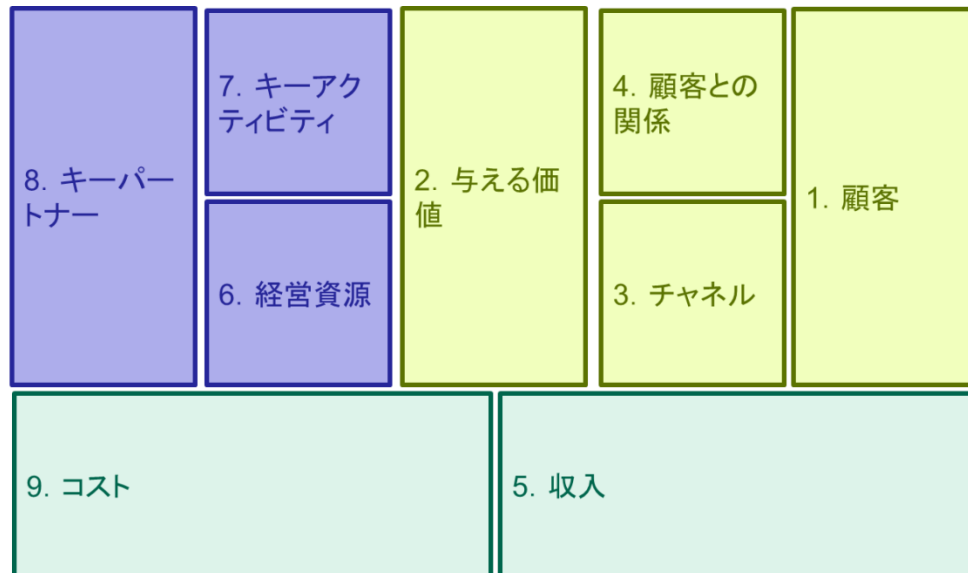 8. キーパー
トナー
7. キーアク
ティビティ
6. 経営資源
2. 与える価
値
4. 顧客との
関係
3. チャネル
1. 顧客
9. コスト
5. 収入